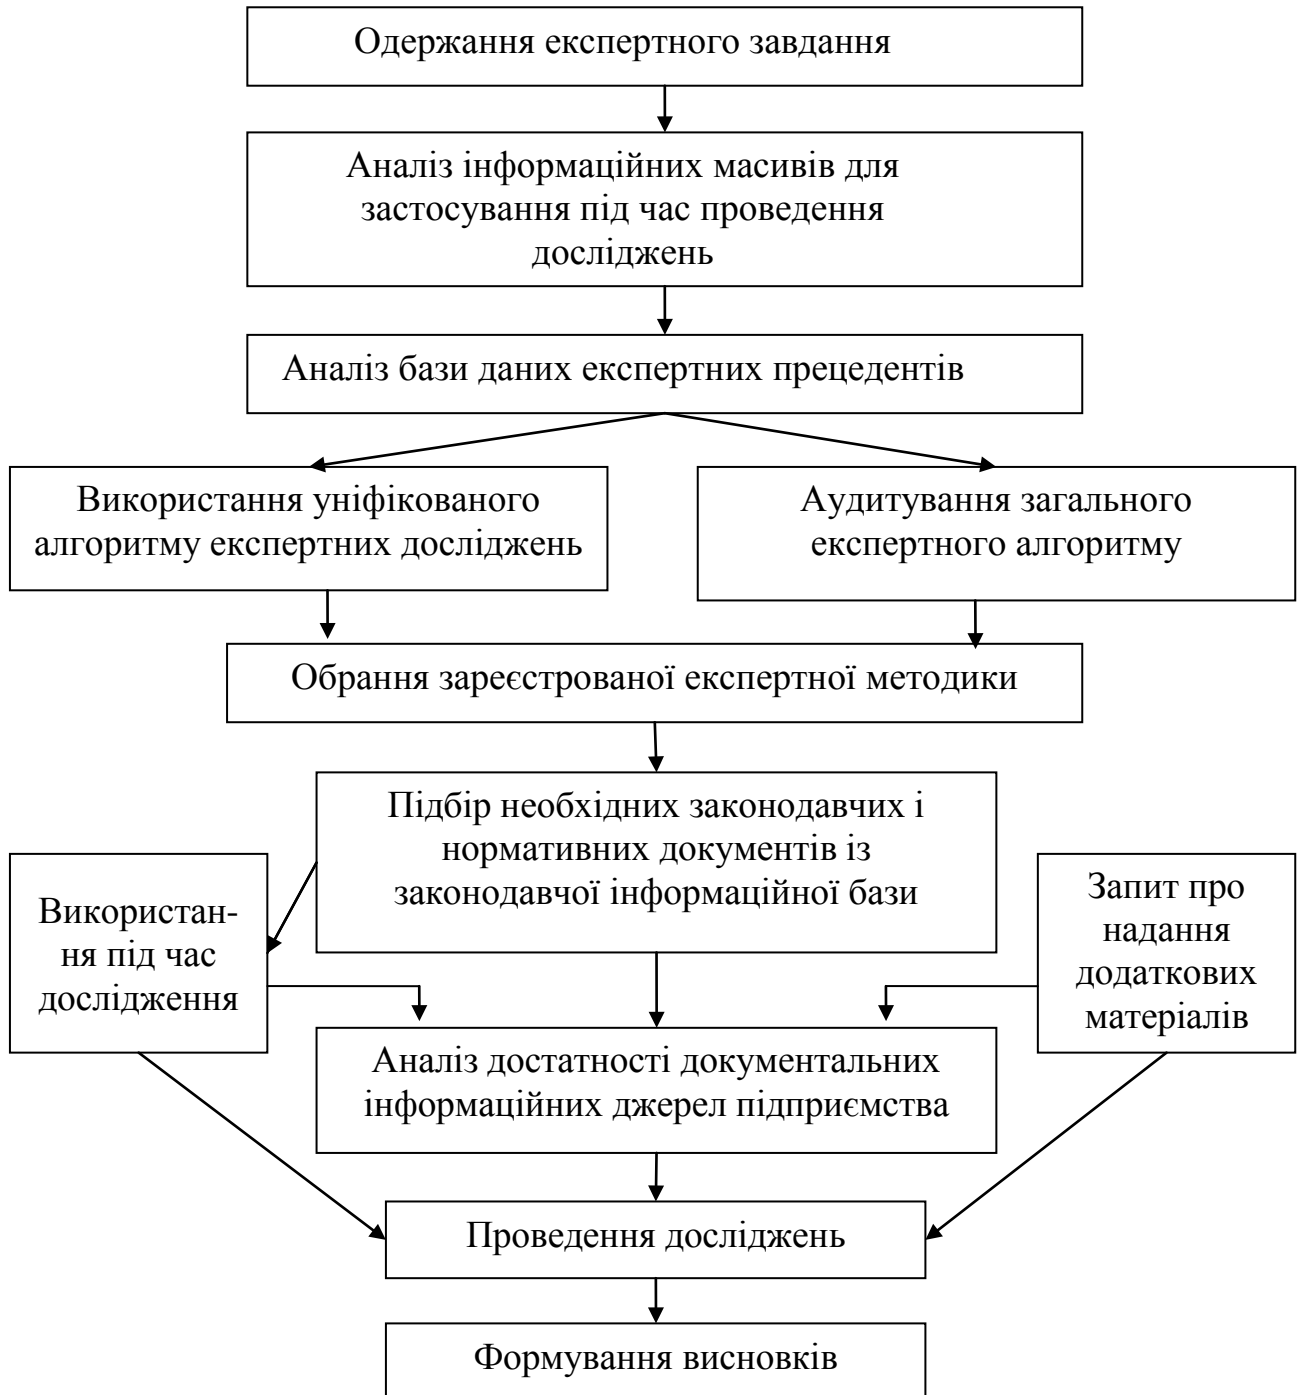 Одержання експертного завдання
Аналіз інформаційних масивів для
застосування під час проведення
досліджень
Аналіз бази даних експертних прецедентів
Використання уніфікованого
алгоритму експертних досліджень
Аудитування загального
експертного алгоритму
Обрання зареєстрованої експертної методики
Підбір необхідних законодавчих і
нормативних документів із
законодавчої інформаційної бази
Використан-
ня під час
дослідження
Запит про
надання
додаткових
матеріалів
Аналіз достатності документальних
інформаційних джерел підприємства
Проведення досліджень
Формування висновків